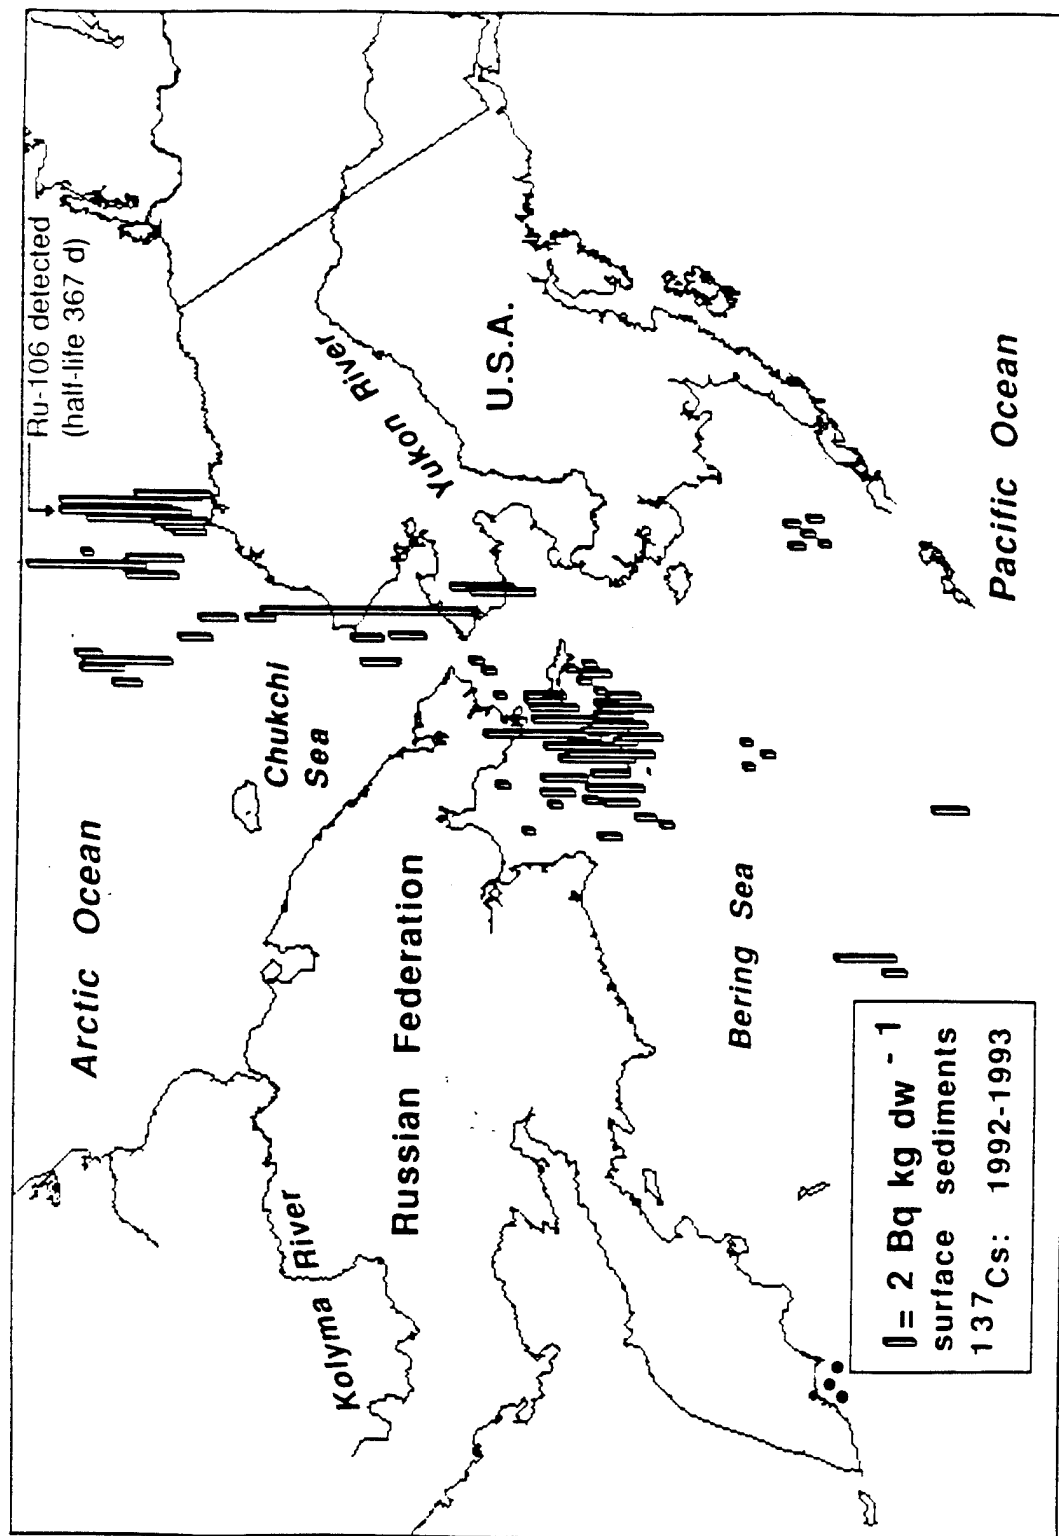 Ru-106 detected
(half-life 367 d)
Arctic Ocean
Chukchi
Sea
Yukon River
U.S.A.
Russian Federation
Kolyma
River
Bering Sea
Pacific Ocean
= 2 Bq kg dw - 1
surface sediments
137Cs: 1992-1993